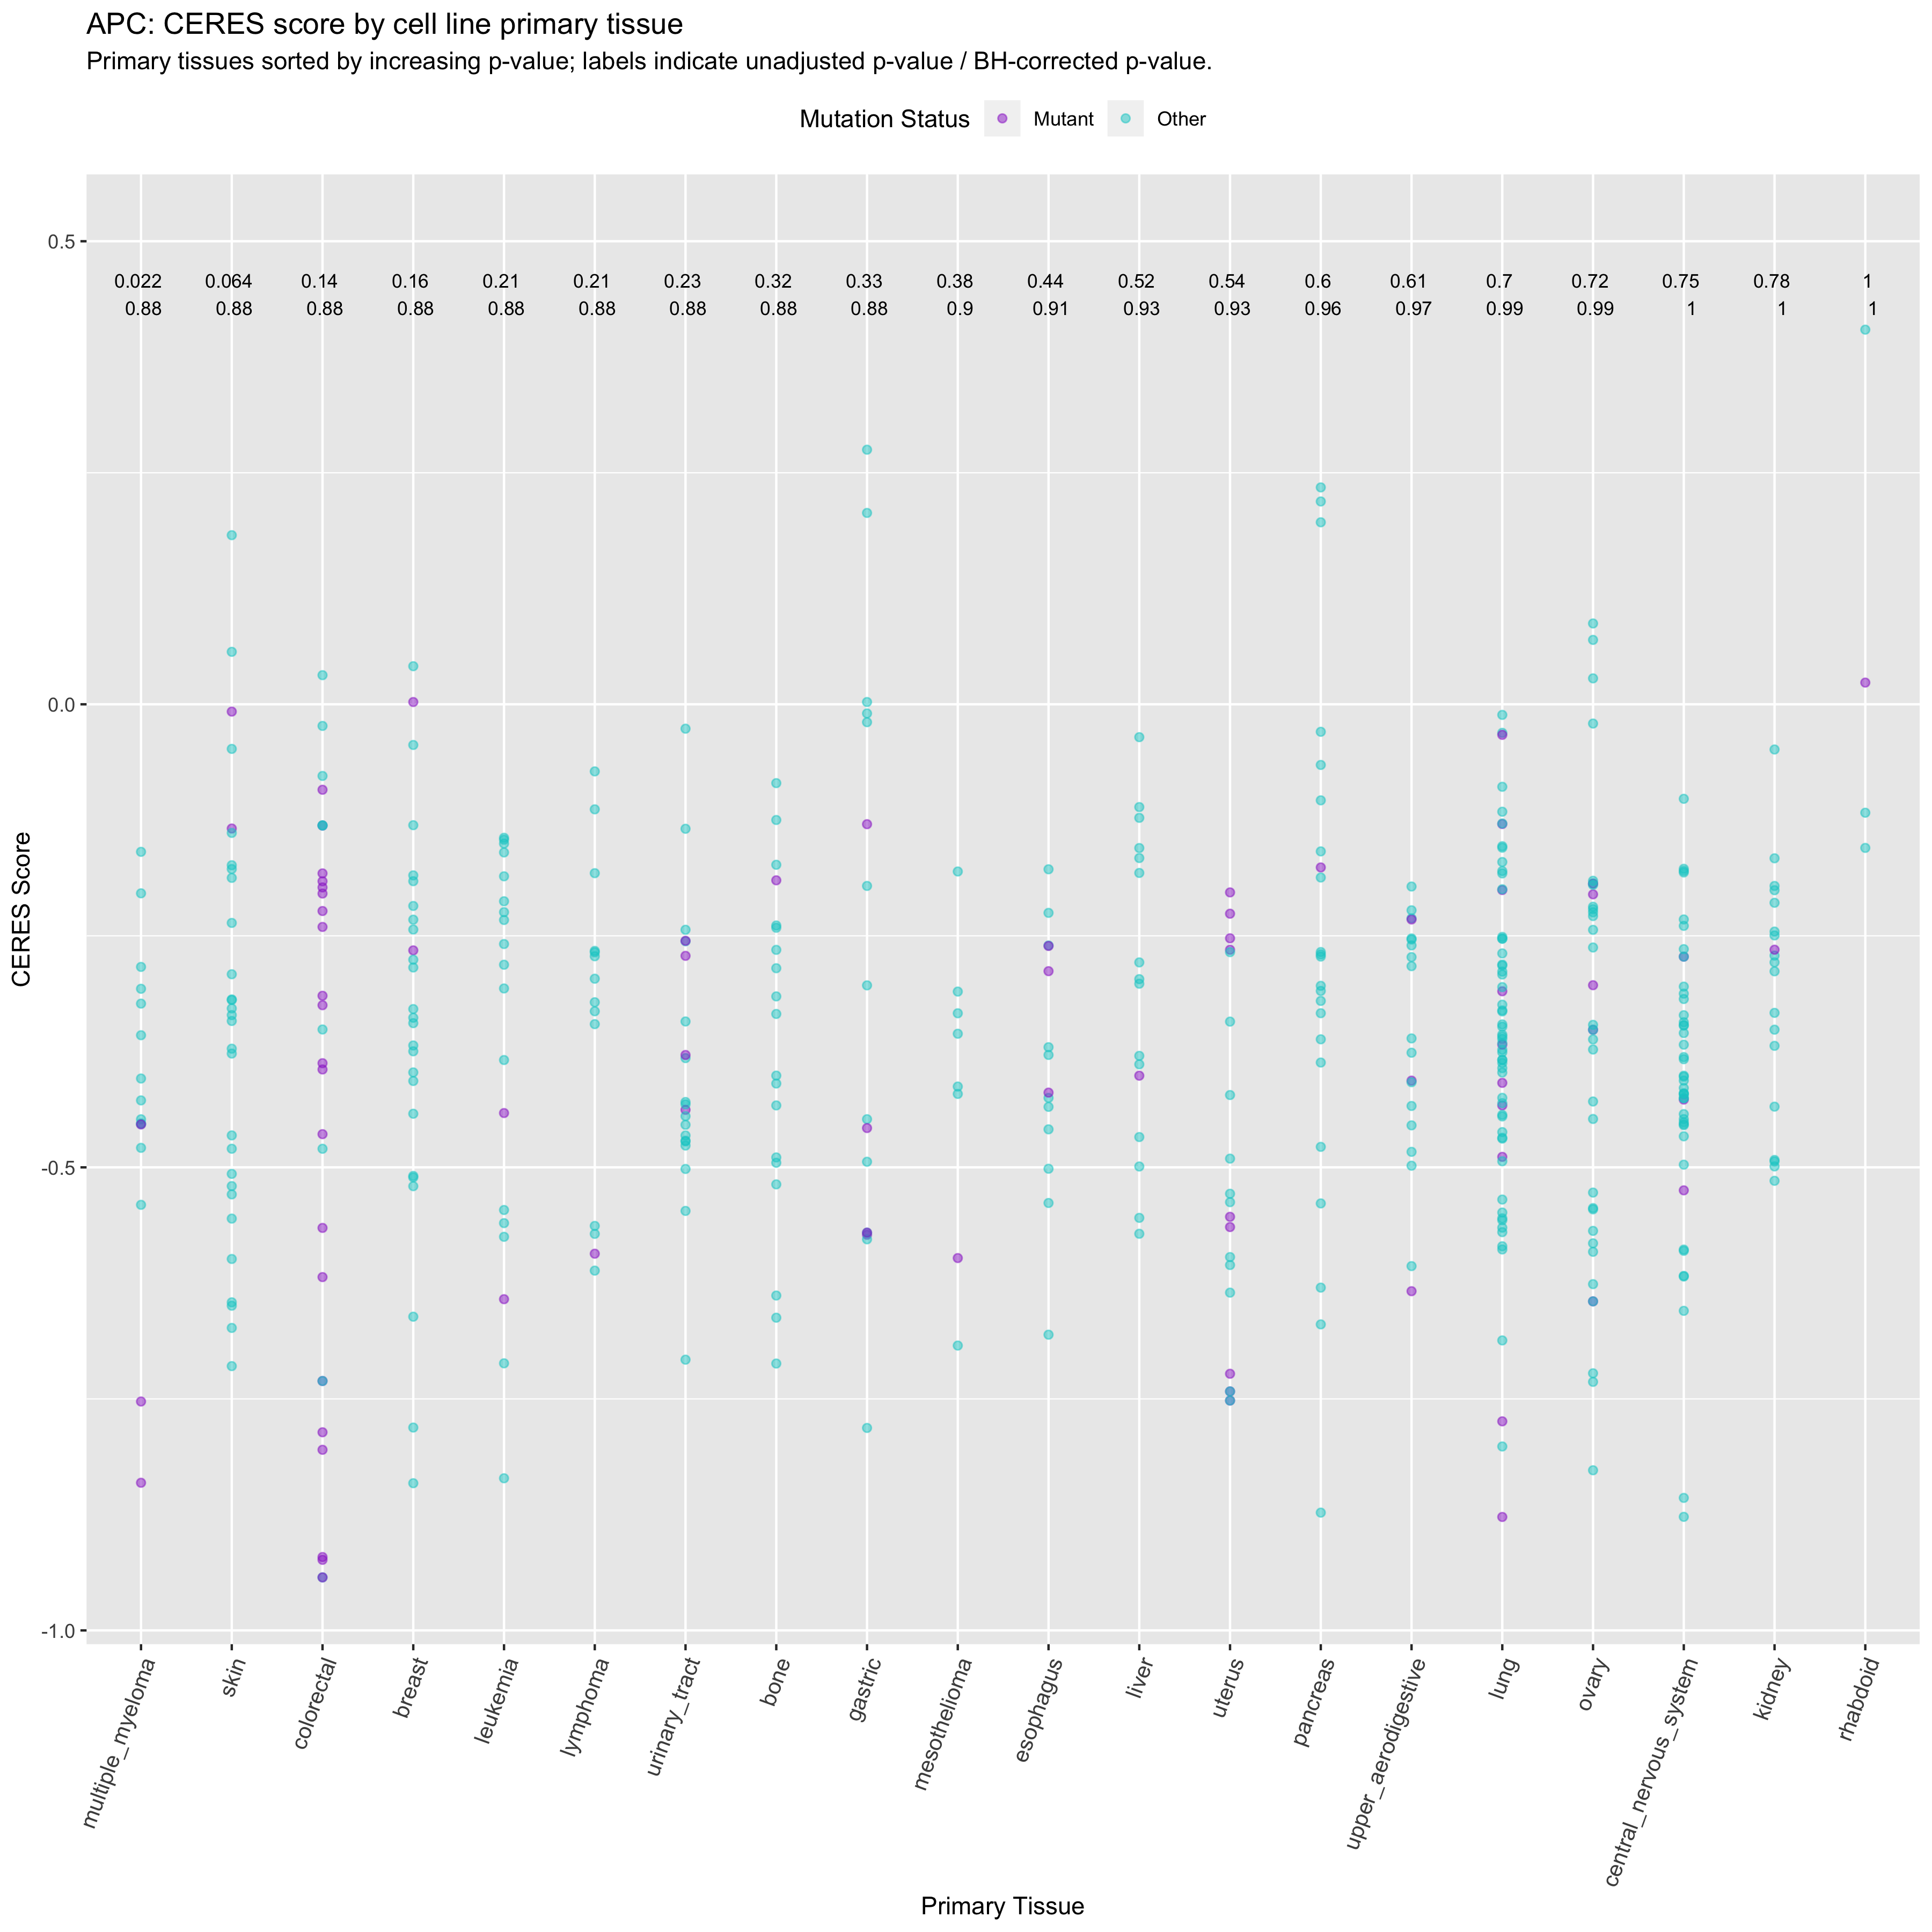 APC: CERES score by cell line primary tissue
Primary tissues sorted by increasing p-value; labels indicate unadjusted p-value / BH-corrected p-value.
Mutation Status Mutant Other
0.5
0.022 0.064 0.14 0.16 0.21 0.21 0.23 0.32 0.33 0.38 0.44 0.52 0.54 0.6 0.61 0.7 0.72 0.75 0.78 1
0.88 0.88 0.88 0.88 0.88 0.88 0.88 0.88 0.88 0.9 0.91 0.93 0.93 0.96 0.97 0.99 0.99 1 1 1
0.0
CERES Score
-0.5
-1.0
multiple_myeloma
skin
colorectal
breast
leukemia
lymphoma
urinary_tract
bone
gastric
mesothelioma
esophagus
liver
uterus
pancreas
upper_aerodigestive
lung
ovary
central_nervous_system
kidney
rhabdoid
Primary Tissue